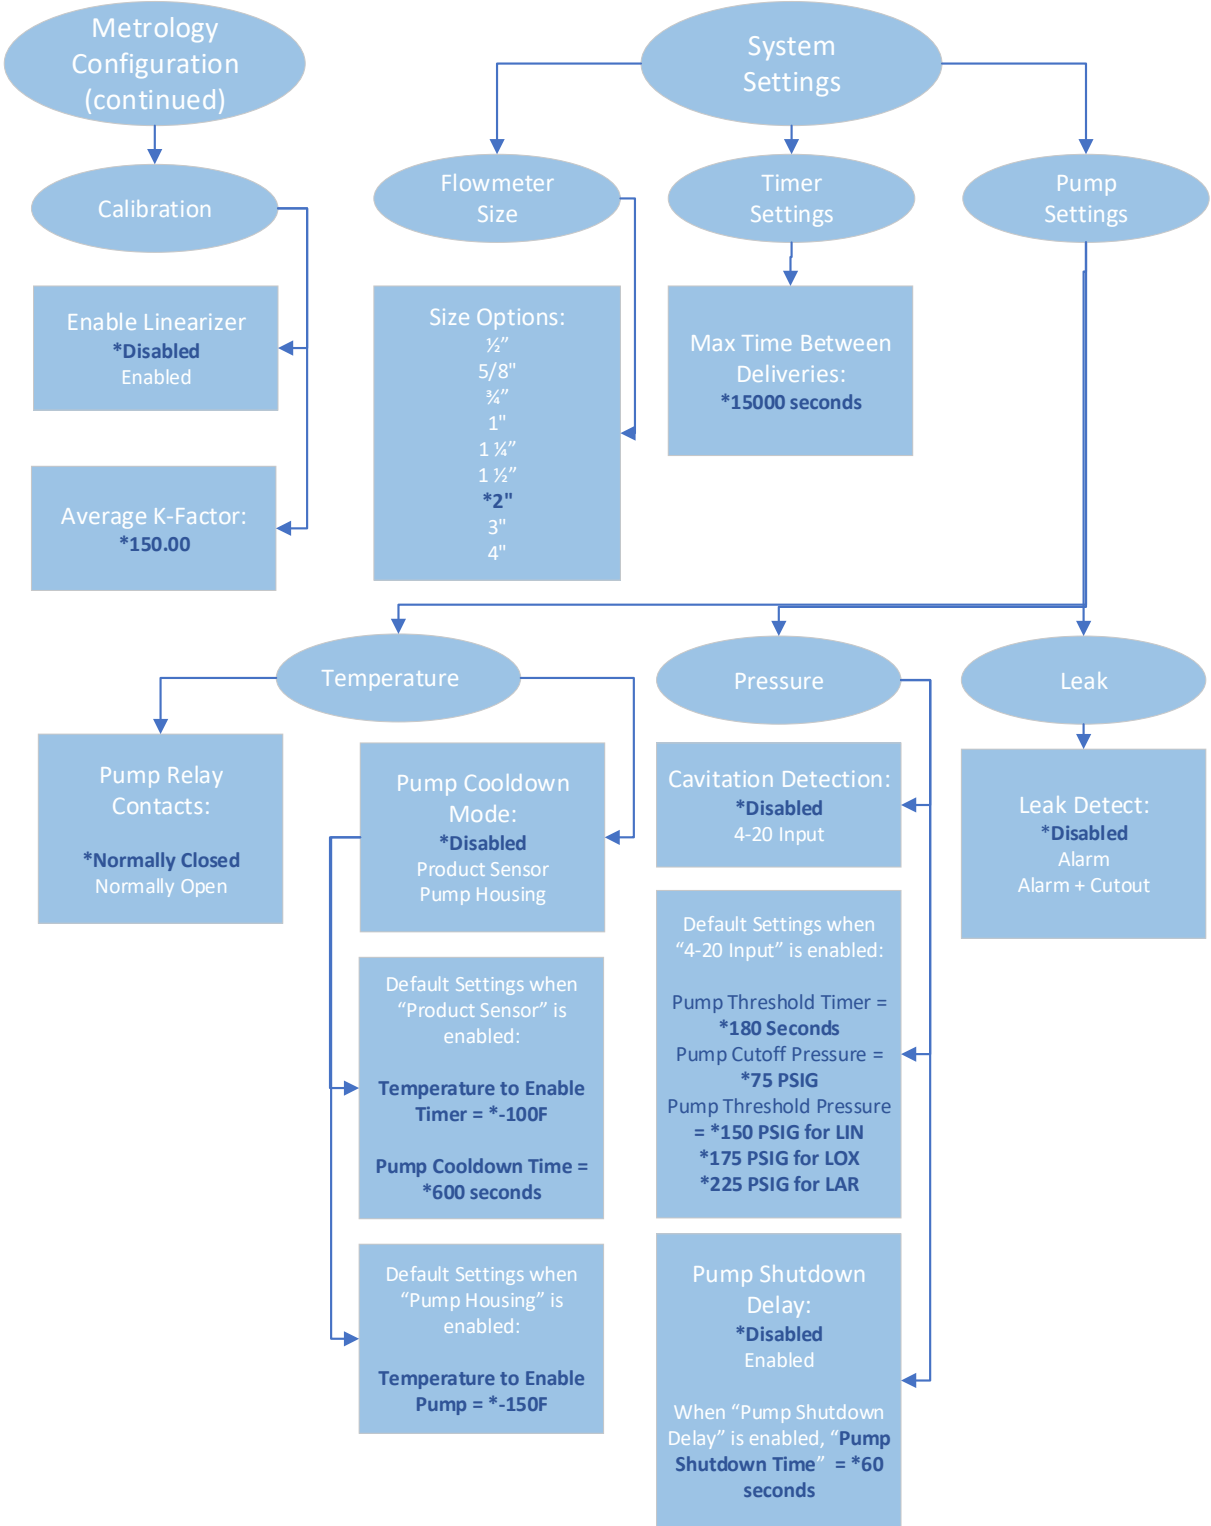 Metrology
Configuration
(continued)
System
Settings
Calibration
Flowmeter
Size
Timer
Settings
Pump
Settings
Enable Linearizer
*Disabled
Enabled
Size Options:
½”
5/8"
¾”
1"
1 ¼”
1 ½”
*2"
3"
4"
Max Time Between
Deliveries:
*15000 seconds
Average K-Factor:
*150.00
Temperature
Pressure
Leak
Pump Relay
Contacts:
*Normally Closed
Normally Open
Pump Cooldown
Mode:
*Disabled
Product Sensor
Pump Housing
Cavitation Detection:
*Disabled
4-20 Input
Leak Detect:
*Disabled
Alarm
Alarm + Cutout
Default Settings when
“Product Sensor” is
enabled:
Temperature to Enable
Timer = *-100F
Pump Cooldown Time =
*600 seconds
Default Settings when
“4-20 Input” is enabled:
Pump Threshold Timer =
*180 Seconds
Pump Cutoff Pressure =
*75 PSIG
Pump Threshold Pressure
= *150 PSIG for LIN
*175 PSIG for LOX
*225 PSIG for LAR
Default Settings when
“Pump Housing” is
enabled:
Temperature to Enable
Pump = *-150F
Pump Shutdown
Delay:
*Disabled
Enabled
When “Pump Shutdown
Delay” is enabled, “Pump
Shutdown Time” = *60
seconds